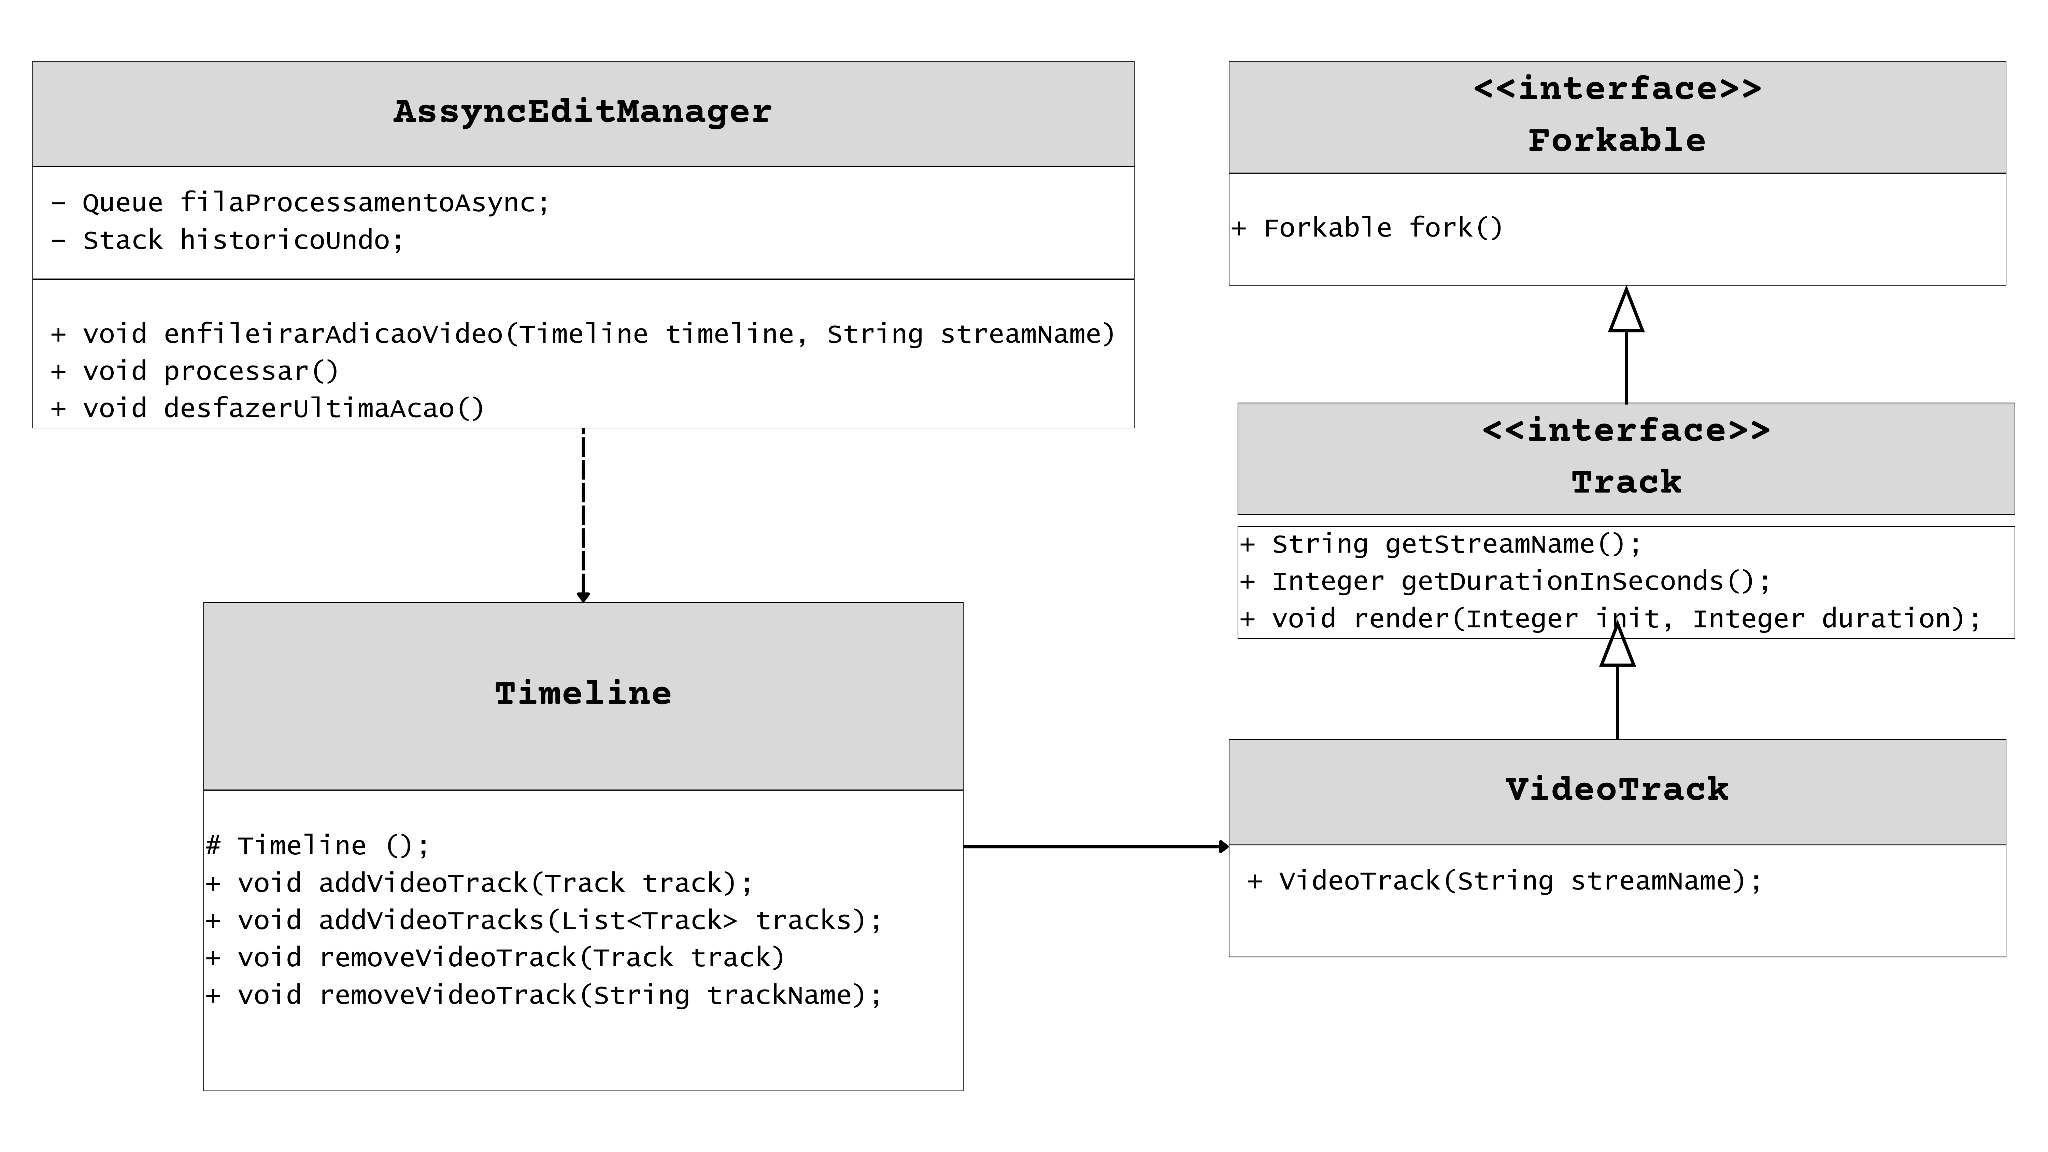 AssyncEditManager
- Queue filaProcessamentoAsync;
- Stack historicoUndo;
+ void enfileirarAdicaoVideo(Timeline timeline, String streamName)
+ void processar()
+ void desfazerUltimaAcao()
<<interface>>
Forkable
+ Forkable fork()
<<interface>>
Track
+ String getStreamName();
+ Integer getDurationInSeconds();
+ void render(Integer init, Integer duration);
Timeline
# Timeline ();
+ void addVideoTrack(Track track);
+ void addVideoTracks(List<Track> tracks);
+ void removeVideoTrack(Track track)
+ void removeVideoTrack(String trackName);
VideoTrack
+ VideoTrack(String streamName);